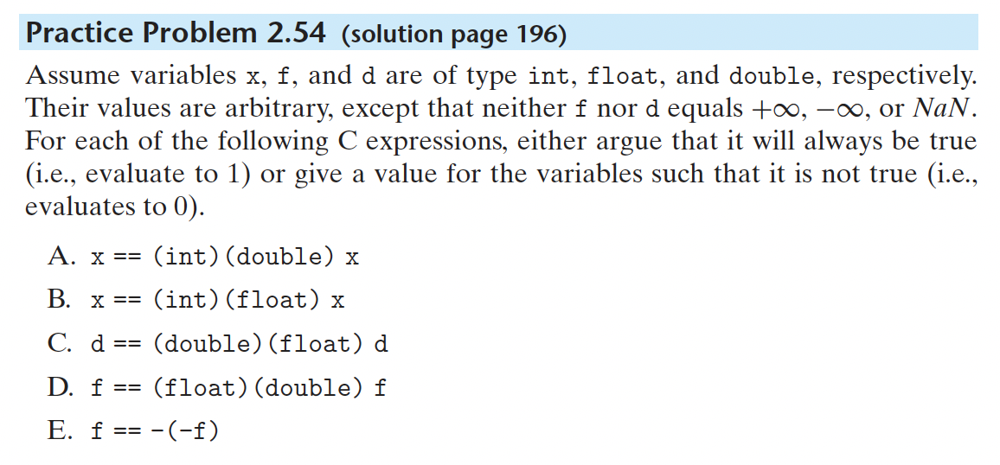 Practice Problem 2.54 (solution page 196)
Assume variables x, f, and d are of type int, float, and double, respectively.
Their values are arbitrary, except that neither f nor d equals +∞, −∞, or NaN.
For each of the following C expressions, either argue that it will always be true
(i.e., evaluate to 1) or give a value for the variables such that it is not true (i.e.,
evaluates to 0).
A. x == (int)(double) x
B. x == (int)(float) x
C. d == (double)(float) d
D. f == (float)(double) f
E. f == -(-f)